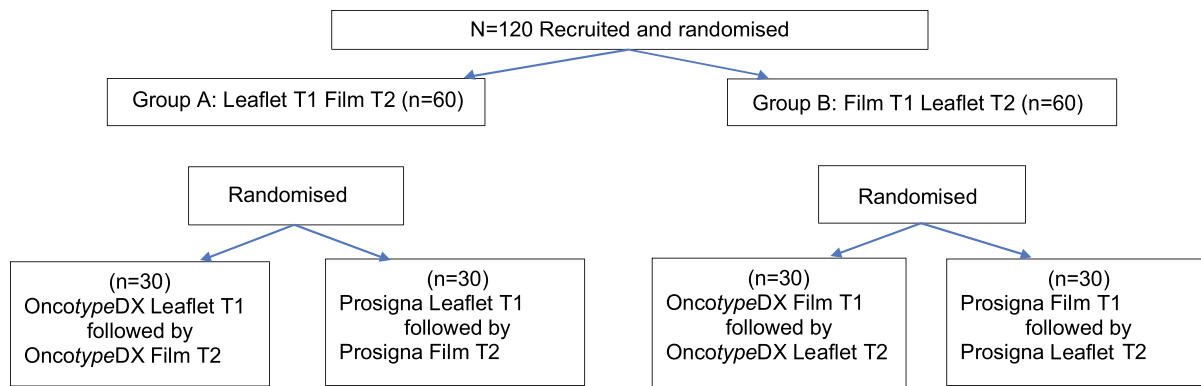 N=120 Recruited and randomised
Group A: Leaflet T1 Film T2 (n=60)
Group B: Film T1 Leaflet T2 (n=60)
Randomised
Randomised
(n=30)
OncotypeDX Leaflet T1
followed by
OncotypeDX Film T2
(n=30)
Prosigna Leaflet T1
followed by
Prosigna Film T2
(n=30)
OncotypeDX Film T1
followed by
OncotypeDX Leaflet T2
(n=30)
Prosigna Film T1
followed by
Prosigna Leaflet T2